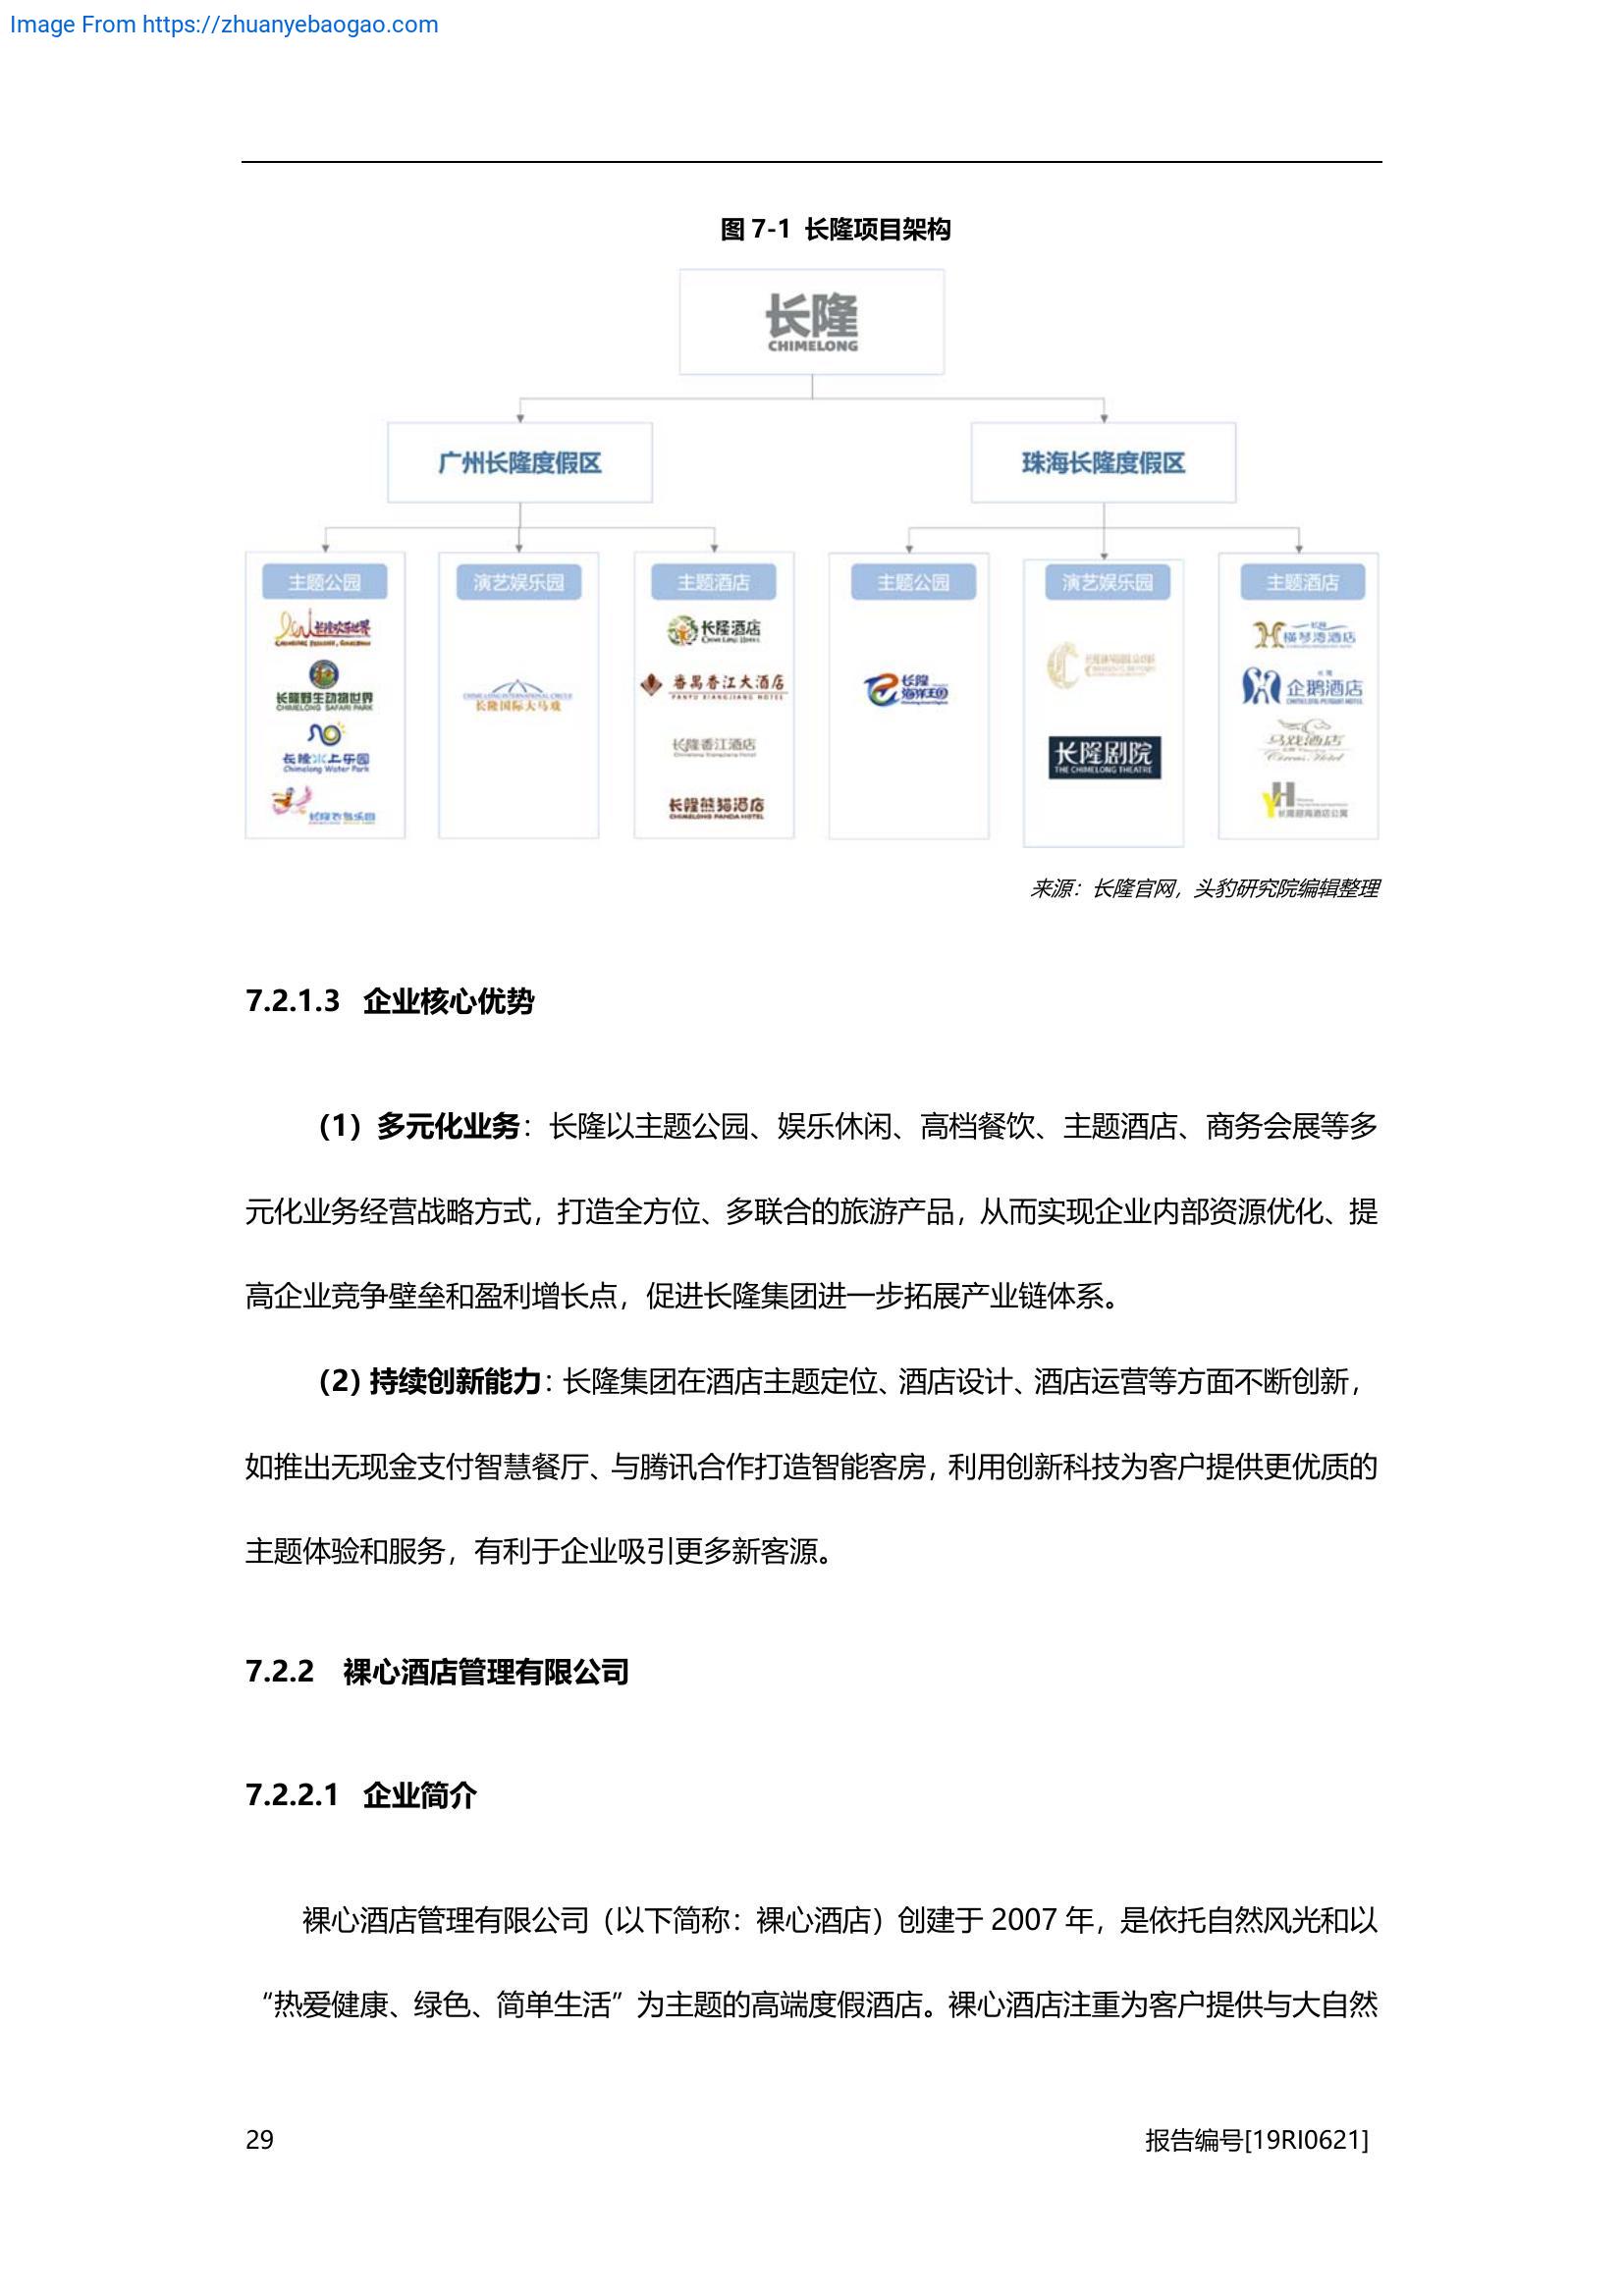 Image From https://zhuanyebaogao.com
图 7-1 长隆项目架构
长隆
CHIMELONG
广州长隆度假区
珠海长隆度假区
主题公园
演艺娱乐园
主题酒店
主题公园
演艺娱乐园
主题酒店
长隆欢乐世界
长隆野生动物世界
CHIMELONG SAFARI PARK
长隆水上乐园
Chimelong Water Park
CHIMELONG INTERNATIONAL CIRCUS
长隆国际大马戏
长隆酒店
CHIMELONG HOTEL
番禺香江大酒店
PANYU XIANGJIANG HOTEL
长隆香江酒店
长隆熊猫酒店
CHIMELONG PANDA HOTEL
长隆
海洋王国
长隆剧院
THE CHIMELONG THEATRE
长隆
横琴湾酒店
长隆
企鹅酒店
CHIMELONG PENGUIN HOTEL
马戏酒店
Circus Hotel
来源：长隆官网，头豹研究院编辑整理
7.2.1.3 企业核心优势
（1）多元化业务：长隆以主题公园、娱乐休闲、高档餐饮、主题酒店、商务会展等多
元化业务经营战略方式，打造全方位、多联合的旅游产品，从而实现企业内部资源优化、提
高企业竞争壁垒和盈利增长点，促进长隆集团进一步拓展产业链体系。
（2）持续创新能力：长隆集团在酒店主题定位、酒店设计、酒店运营等方面不断创新，
如推出无现金支付智慧餐厅、与腾讯合作打造智能客房，利用创新科技为客户提供更优质的
主题体验和服务，有利于企业吸引更多新客源。
7.2.2 裸心酒店管理有限公司
7.2.2.1 企业简介
裸心酒店管理有限公司（以下简称：裸心酒店）创建于 2007 年，是依托自然风光和以
“热爱健康、绿色、简单生活”为主题的高端度假酒店。裸心酒店注重为客户提供与大自然
29
报告编号[19RI0621]